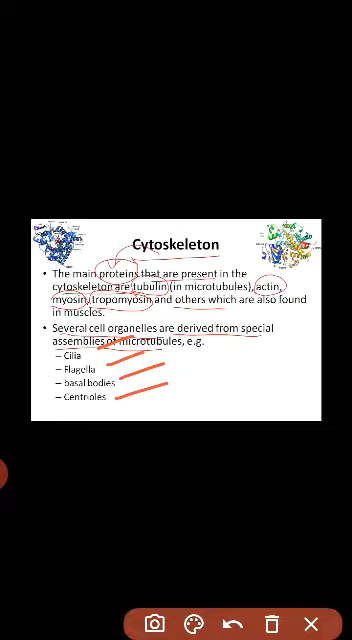 Cytoskeleton
• The main proteins that are present in the
cytoskeleton are tubulin (in microtubules), actin,
myosin, tropomyosin and others which are also found
in muscles.
• Several cell organelles are derived from special
assemblies of microtubules, e.g.
– Cilia
– Flagella
– basal bodies
– Centrioles